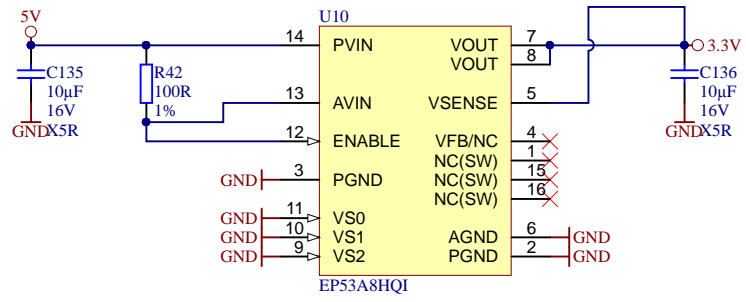 5V
U10
14 PVIN VOUT 7
VOUT 8
3.3V
C135
10µF
16V
X5R
GND
R42
100R
1%
13 AVIN VSENSE 5
C136
10µF
16V
X5R
GND
12 ENABLE VFB/NC 4
NC(SW) 1
GND 3 PGND NC(SW) 15
NC(SW) 16
GND 11 VS0
GND 10 VS1 AGND 6 GND
GND 9 VS2 PGND 2 GND
EP53A8HQI